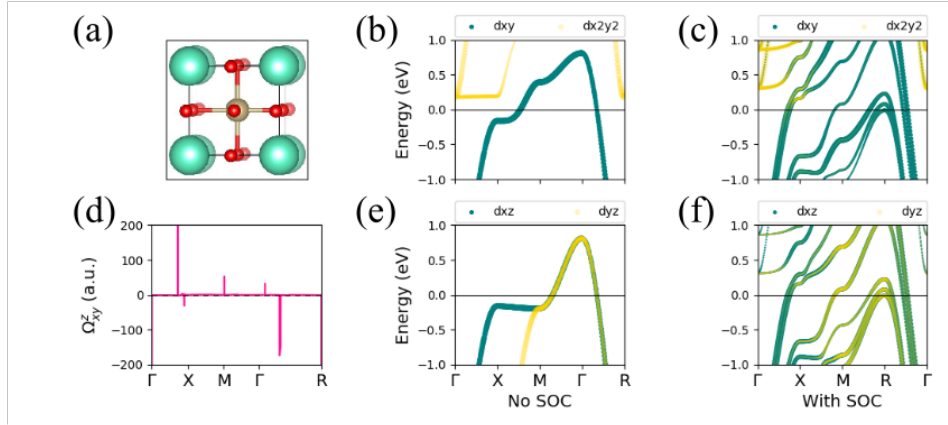 (a)
(b)
dxy dx2y2
1.0
0.5
0.0
−0.5
−1.0
Energy (eV)
Γ X M Γ R
(c)
dxy dx2y2
1.0
0.5
0.0
−0.5
−1.0
Γ X M R Γ
(d)
200
100
0
−100
−200
Ω^z_xy (a.u.)
Γ X M Γ R
(e)
dxz dyz
1.0
0.5
0.0
−0.5
−1.0
Energy (eV)
Γ X M Γ R
No SOC
(f)
dxz dyz
1.0
0.5
0.0
−0.5
−1.0
Γ X M R Γ
With SOC